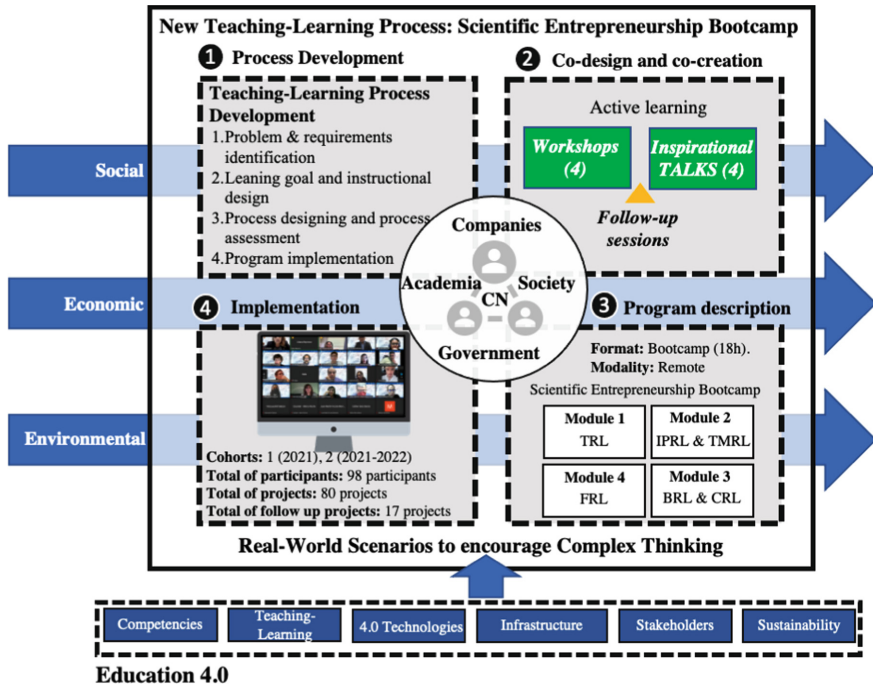 New Teaching-Learning Process: Scientific Entrepreneurship Bootcamp
1 Process Development
Teaching-Learning Process
Development
1.Problem & requirements
identification
2.Leaning goal and instructional
design
3.Process designing and process
assessment
4.Program implementation
2 Co-design and co-creation
Active learning
Workshops
(4)
Inspirational
TALKS (4)
Follow-up
sessions
Social
Economic
Environmental
Companies
Academia
Society
CN
Government
4 Implementation
Cohorts: 1 (2021), 2 (2021-2022)
Total of participants: 98 participants
Total of projects: 80 projects
Total of follow up projects: 17 projects
3 Program description
Format: Bootcamp (18h).
Modality: Remote
Scientific Entrepreneurship Bootcamp
Module 1
TRL
Module 2
IPRL & TMRL
Module 4
FRL
Module 3
BRL & CRL
Real-World Scenarios to encourage Complex Thinking
Competencies
Teaching-
Learning
4.0 Technologies
Infrastructure
Stakeholders
Sustainability
Education 4.0